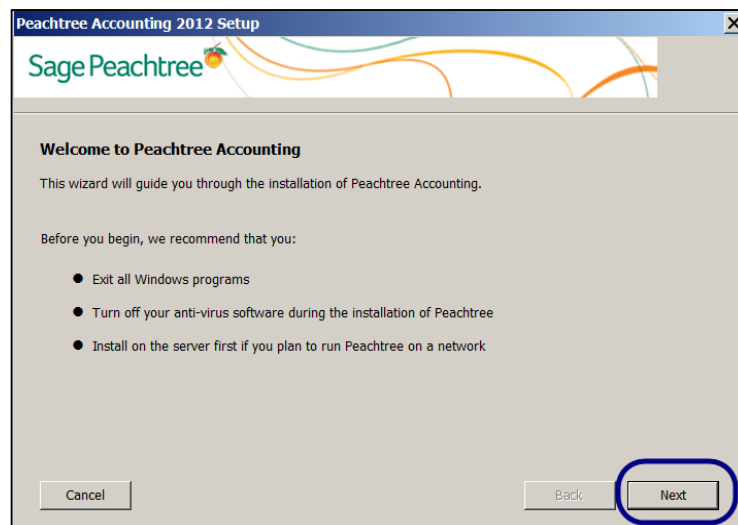 Peachtree Accounting 2012 Setup
Sage Peachtree
Welcome to Peachtree Accounting
This wizard will guide you through the installation of Peachtree Accounting.
Before you begin, we recommend that you:
● Exit all Windows programs
● Turn off your anti-virus software during the installation of Peachtree
● Install on the server first if you plan to run Peachtree on a network
Cancel Back Next